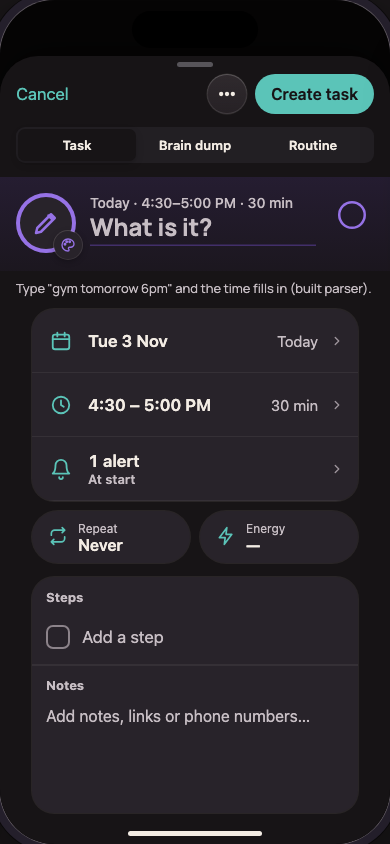 Cancel
•••
Create task
Task
Brain dump
Routine
Today · 4:30–5:00 PM · 30 min
What is it?
Type "gym tomorrow 6pm" and the time fills in (built parser).
Tue 3 Nov
Today
4:30 – 5:00 PM
30 min
1 alert
At start
Repeat
Never
Energy
—
Steps
Add a step
Notes
Add notes, links or phone numbers...